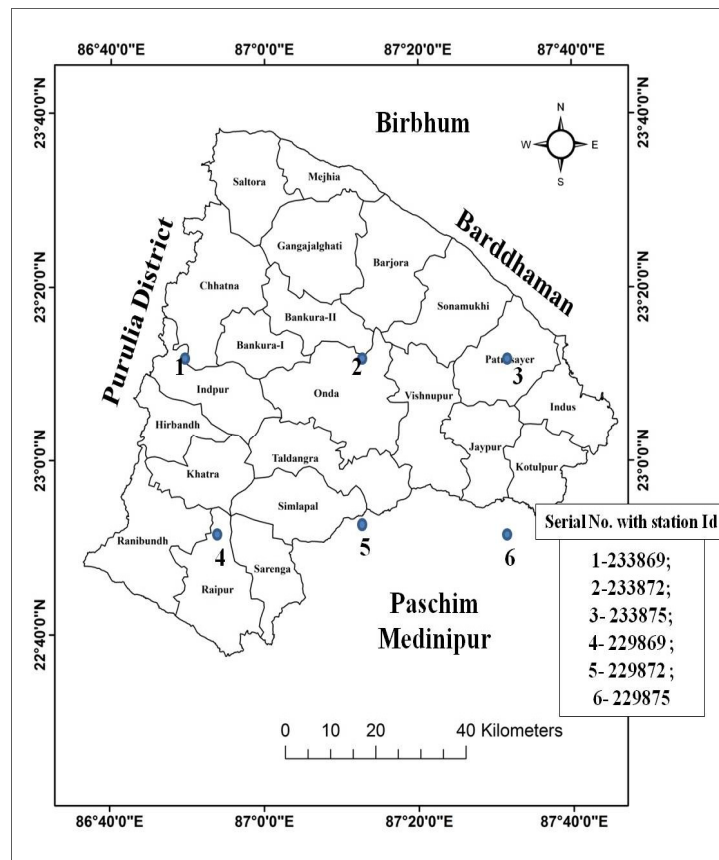 86°40'0"E 87°0'0"E 87°20'0"E 87°40'0"E
23°40'0"N
23°40'0"N
Birbhum
N
W E
S
Mejhia
Saltora
Barddhaman
Purulia District
Gangajalghati
Barjora
23°20'0"N
23°20'0"N
Chhatna
Sonamukhi
Bankura-II
Bankura-I
1
2
3
Indpur
Onda
Vishnupur
Indus
Hirbandh
Jaypur
Taldangra
23°0'0"N
23°0'0"N
Khatra
Kotulpur
Simlapal
Ranibundh
4
5
6
Sarenga
Raipur
Serial No. with station Id
1-233869;
2-233872;
3- 233875;
4- 229869 ;
5- 229872 ;
6- 229875
Paschim
Medinipur
22°40'0"N
0 10 20 40 Kilometers
86°40'0"E 87°0'0"E 87°20'0"E 87°40'0"E